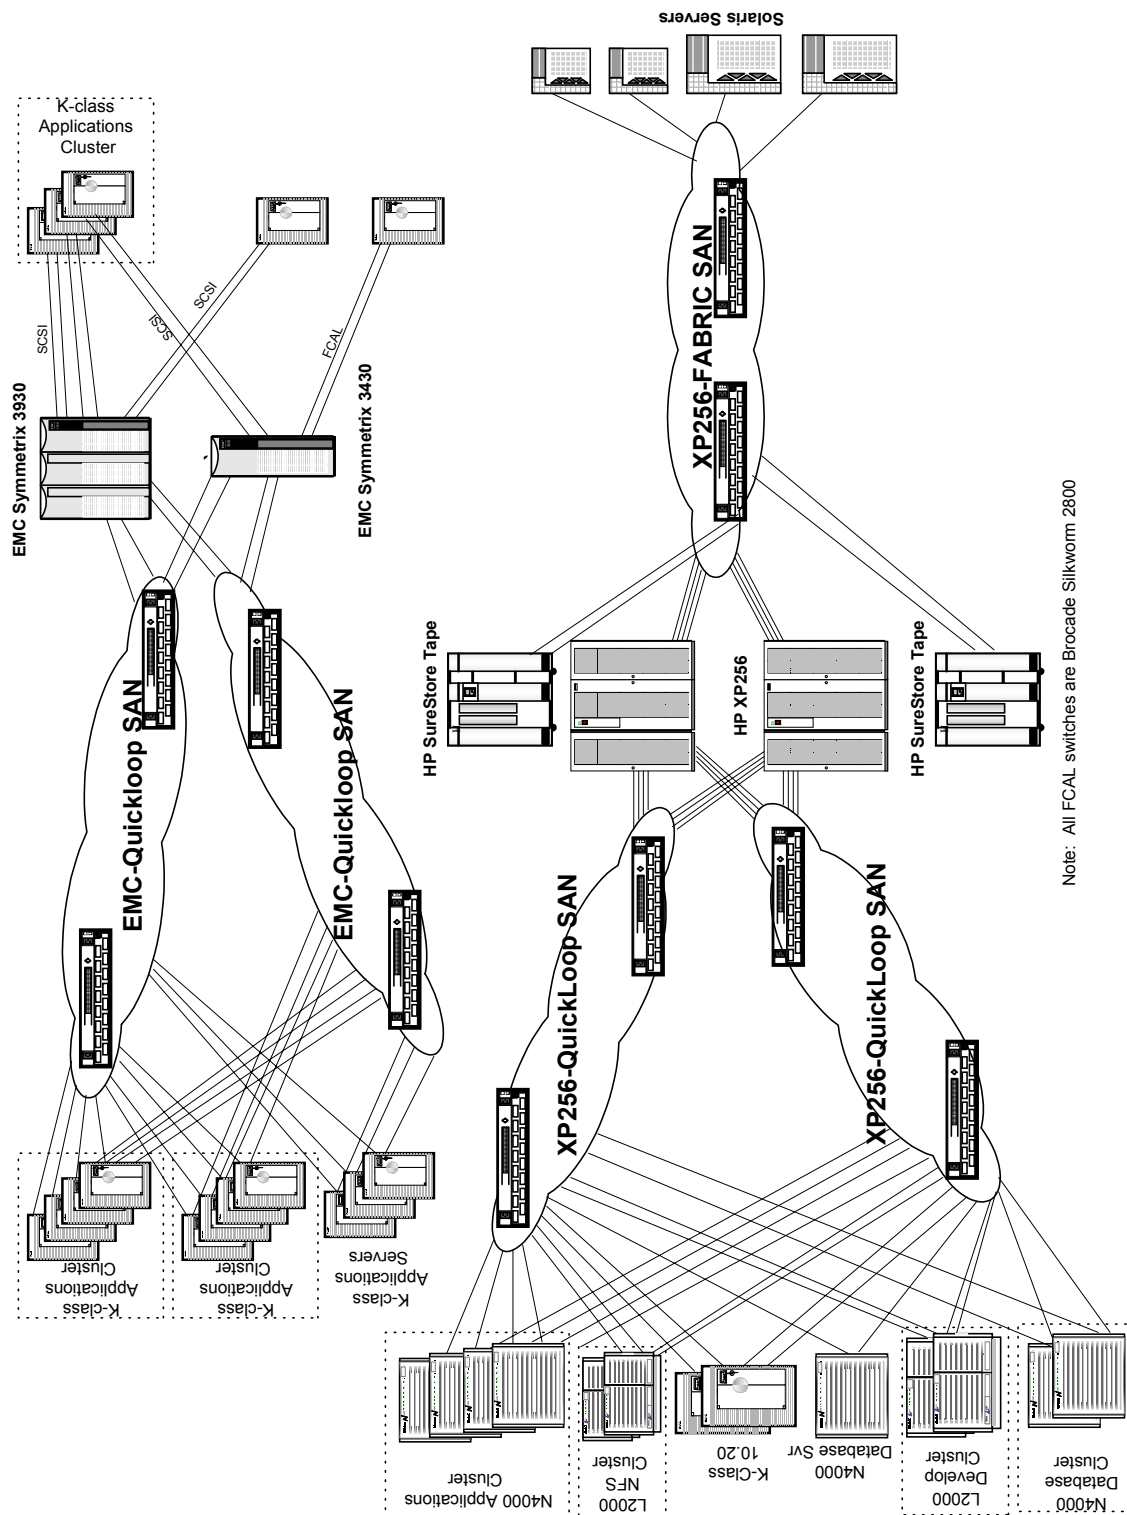 Solaris Servers
K-class
Applications
Cluster
SCSI
SCSI
SCSI
FCAL
EMC Symmetrix 3930
EMC Symmetrix 3430
XP256-FABRIC SAN
EMC-Quickloop SAN
EMC-Quickloop SAN
HP SureStore Tape
HP XP256
HP SureStore Tape
Note: All FCAL switches are Brocade Silkworm 2800
XP256-QuickLoop SAN
XP256-QuickLoop SAN
K-class
Applications
Cluster
K-class
Applications
Cluster
K-class
Applications
Servers
N4000 Applications
Cluster
L2000
NFS
Cluster
K-Class
10.20
N4000
Database Svr
L2000
Develop
Cluster
N4000
Database
Cluster